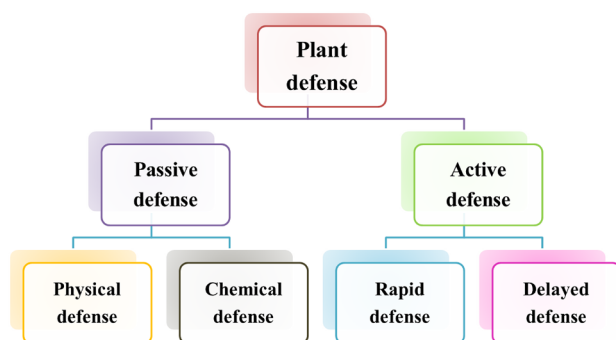 Plant
defense
Passive
defense
Active
defense
Physical
defense
Chemical
defense
Rapid
defense
Delayed
defense